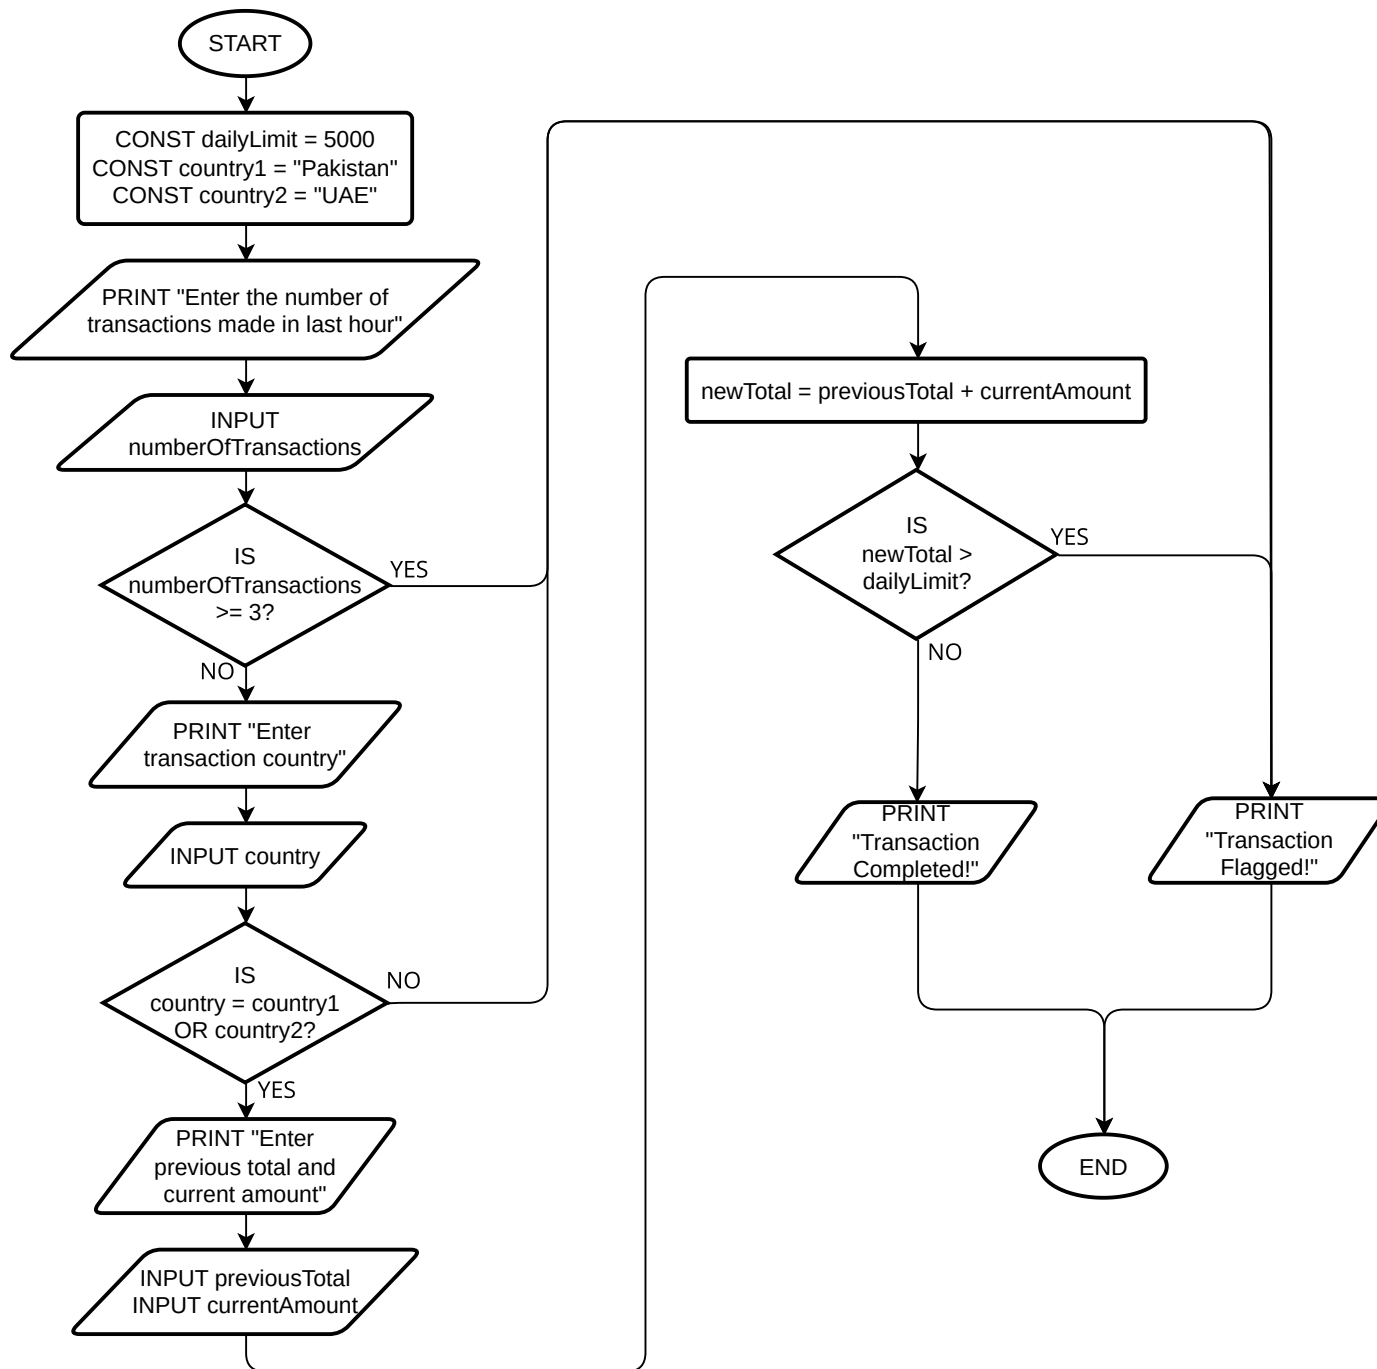 START
CONST dailyLimit = 5000
CONST country1 = "Pakistan"
CONST country2 = "UAE"
PRINT "Enter the number of
transactions made in last hour"
INPUT
numberOfTransactions
IS
numberOfTransactions
>= 3?
YES
NO
PRINT "Enter
transaction country"
INPUT country
IS
country = country1
OR country2?
NO
YES
PRINT "Enter
previous total and
current amount"
INPUT previousTotal
INPUT currentAmount
newTotal = previousTotal + currentAmount
IS
newTotal >
dailyLimit?
YES
NO
PRINT
"Transaction
Completed!"
PRINT
"Transaction
Flagged!"
END